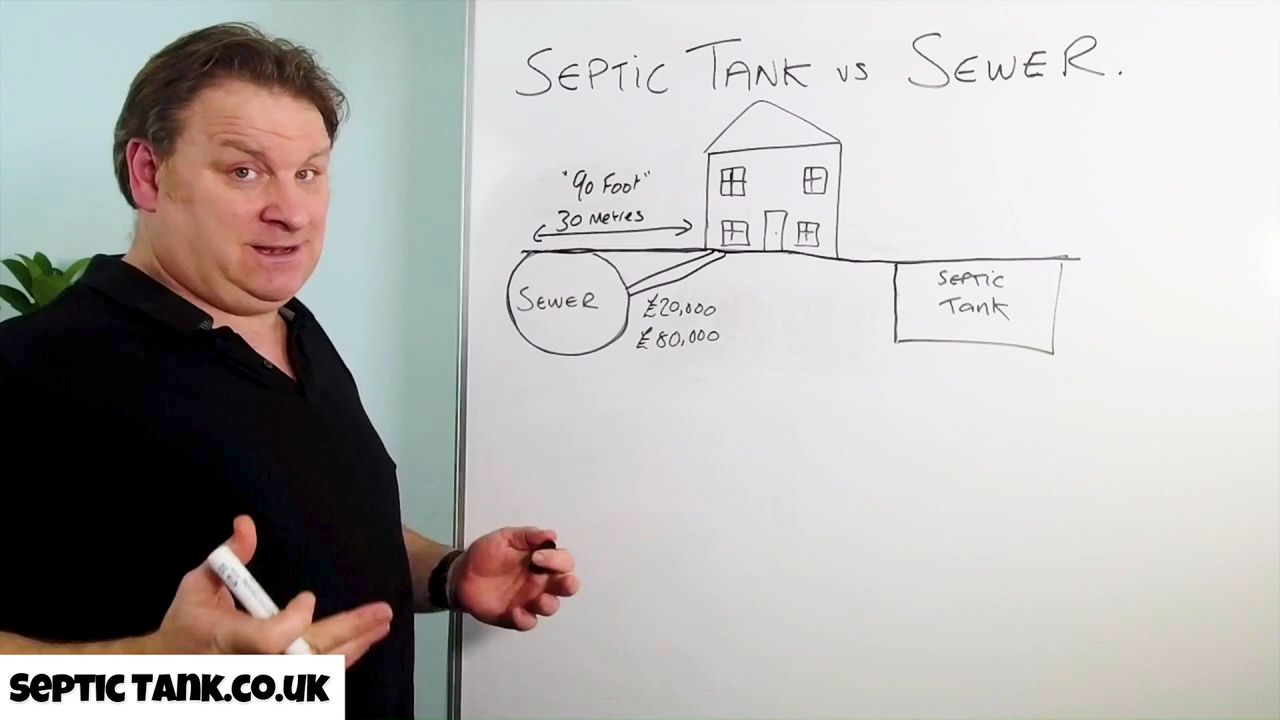 SEPTIC TANK vs SEWER.
"90 Foot"
30 Metres
SEWER
£20,000
£80,000
SEPTIC
Tank
SEPTIC TANK.CO.UK